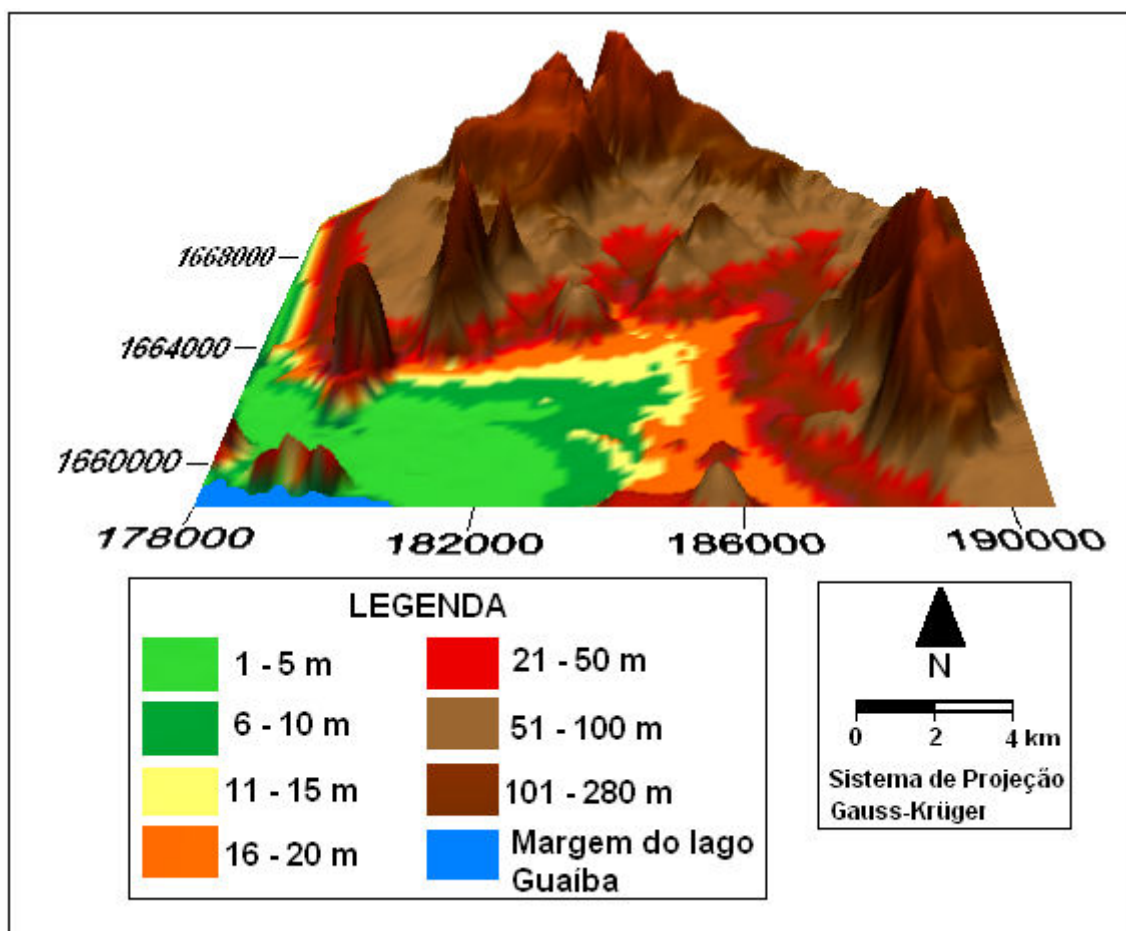 1668000
1664000
1660000
178000
182000
186000
190000
LEGENDA
1 - 5 m
6 - 10 m
11 - 15 m
16 - 20 m
21 - 50 m
51 - 100 m
101 - 280 m
Margem do lago
Guaíba
N
0 2 4 km
Sistema de Projeção
Gauss-Krüger